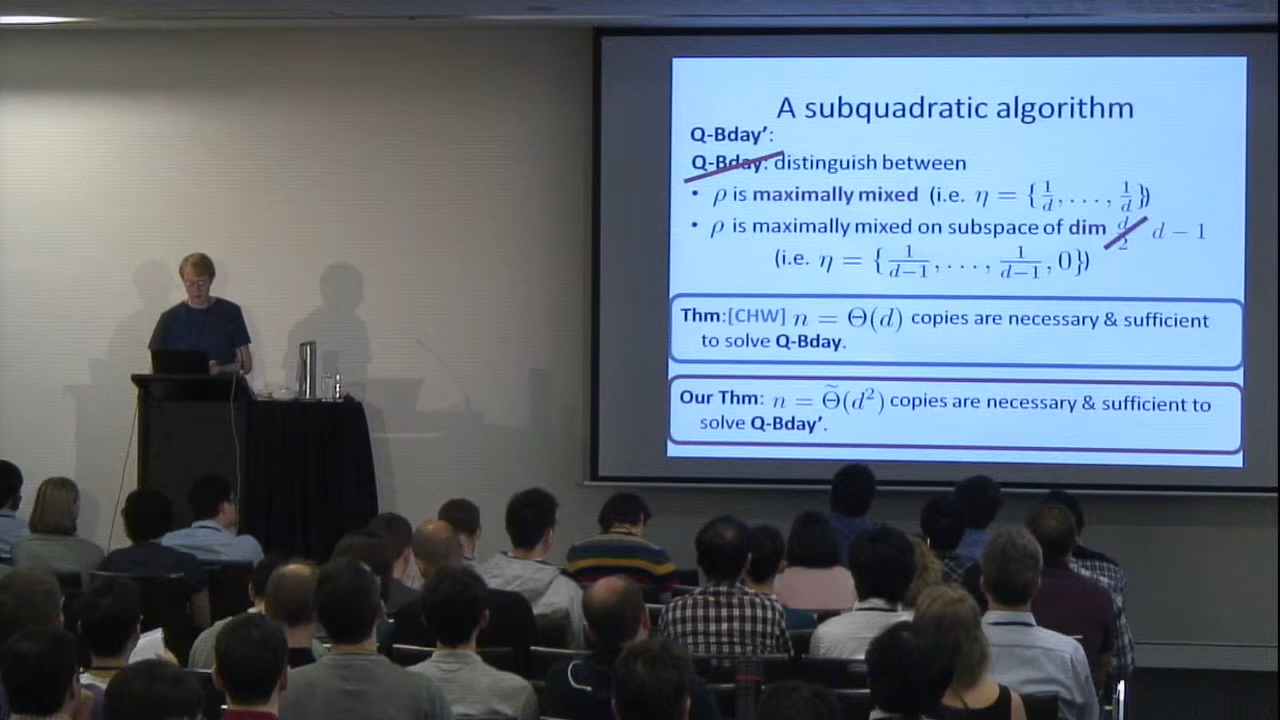 A subquadratic algorithm
Q-Bday′:
Q-Bday: distinguish between
• ρ is maximally mixed (i.e. η = {1/d, . . . , 1/d})
• ρ is maximally mixed on subspace of dim d/2 d − 1
(i.e. η = {1/(d−1), . . . , 1/(d−1), 0})
Thm:[CHW] n = Θ(d) copies are necessary & sufficient
to solve Q-Bday.
Our Thm: n = Θ̃(d²) copies are necessary & sufficient to
solve Q-Bday′.